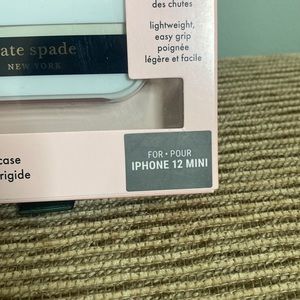 des chutes
lightweight,
easy grip
poignée
légère et facile
ate spade
NEW YORK
case
rigide
FOR • POUR
IPHONE 12 MINI